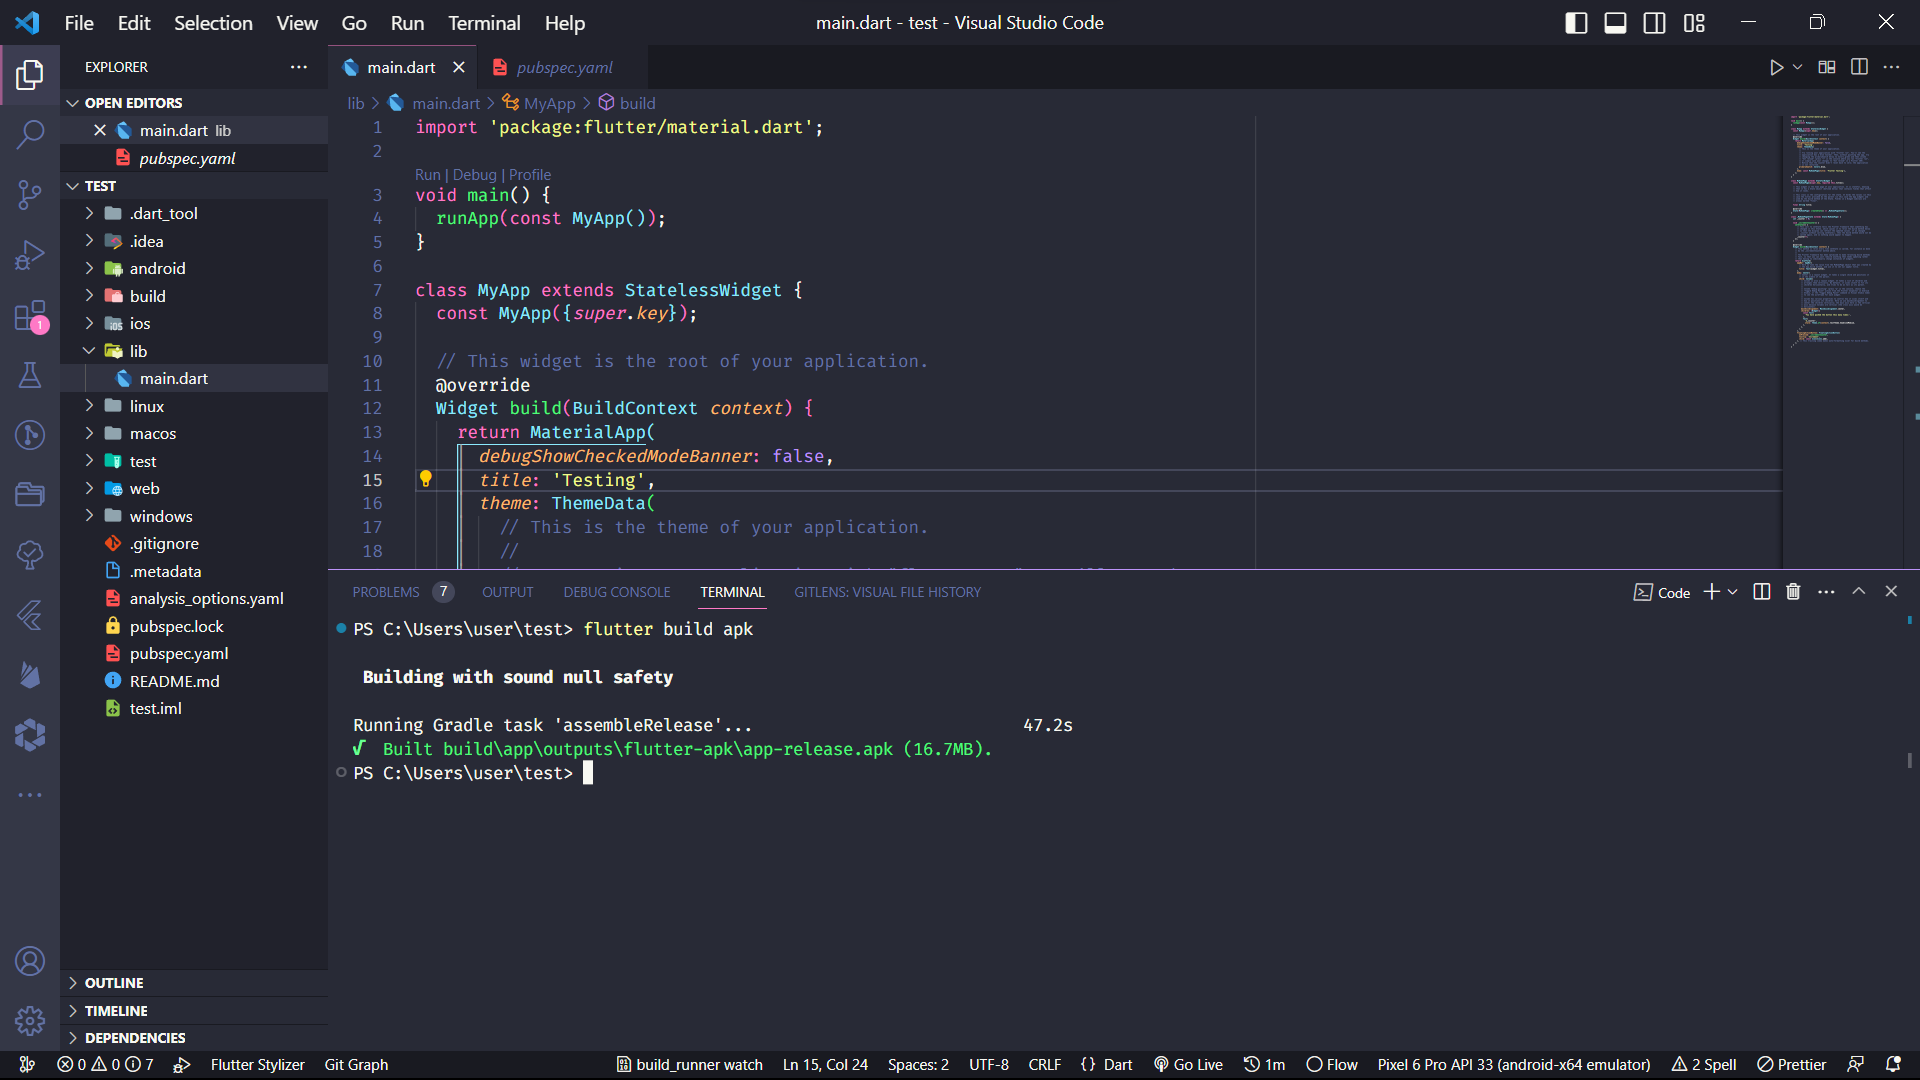 File Edit Selection View Go Run Terminal Help
main.dart - test - Visual Studio Code
EXPLORER
OPEN EDITORS
main.dart lib
pubspec.yaml
TEST
.dart_tool
.idea
android
build
ios
lib
main.dart
linux
macos
test
web
windows
.gitignore
.metadata
analysis_options.yaml
pubspec.lock
pubspec.yaml
README.md
test.iml
OUTLINE
TIMELINE
DEPENDENCIES
1
main.dart
pubspec.yaml
lib > main.dart > MyApp > build
1 import 'package:flutter/material.dart';
2
Run | Debug | Profile
3 void main() {
4 runApp(const MyApp());
5 }
6
7 class MyApp extends StatelessWidget {
8 const MyApp({super.key});
9
10 // This widget is the root of your application.
11 @override
12 Widget build(BuildContext context) {
13 return MaterialApp(
14 debugShowCheckedModeBanner: false,
15 title: 'Testing',
16 theme: ThemeData(
17 // This is the theme of your application.
18 //
PROBLEMS 7 OUTPUT DEBUG CONSOLE TERMINAL GITLENS: VISUAL FILE HISTORY
Code
PS C:\Users\user\test> flutter build apk
Building with sound null safety
Running Gradle task 'assembleRelease'... 47.2s
√ Built build\app\outputs\flutter-apk\app-release.apk (16.7MB).
PS C:\Users\user\test>
0 0 7 Flutter Stylizer Git Graph build_runner watch Ln 15, Col 24 Spaces: 2 UTF-8 CRLF {} Dart Go Live 1m Flow Pixel 6 Pro API 33 (android-x64 emulator) 2 Spell Prettier